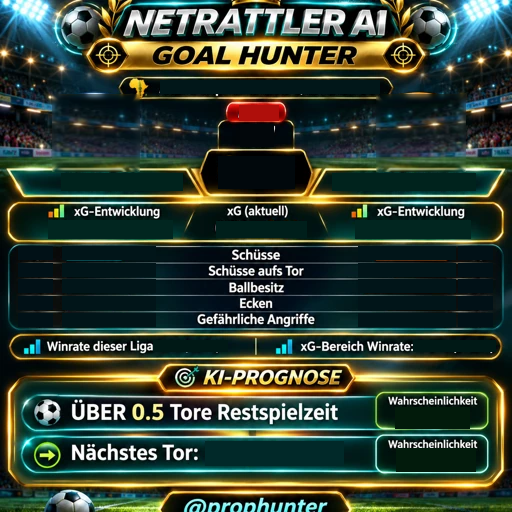 NETRATTLER AI
GOAL HUNTER
xG-Entwicklung
xG (aktuell)
xG-Entwicklung
Schüsse
Schüsse aufs Tor
Ballbesitz
Ecken
Gefährliche Angriffe
Winrate dieser Liga
xG-Bereich Winrate:
KI-PROGNOSE
ÜBER 0.5 Tore Restspielzeit
Wahrscheinlichkeit
Nächstes Tor:
Wahrscheinlichkeit
@prophunter